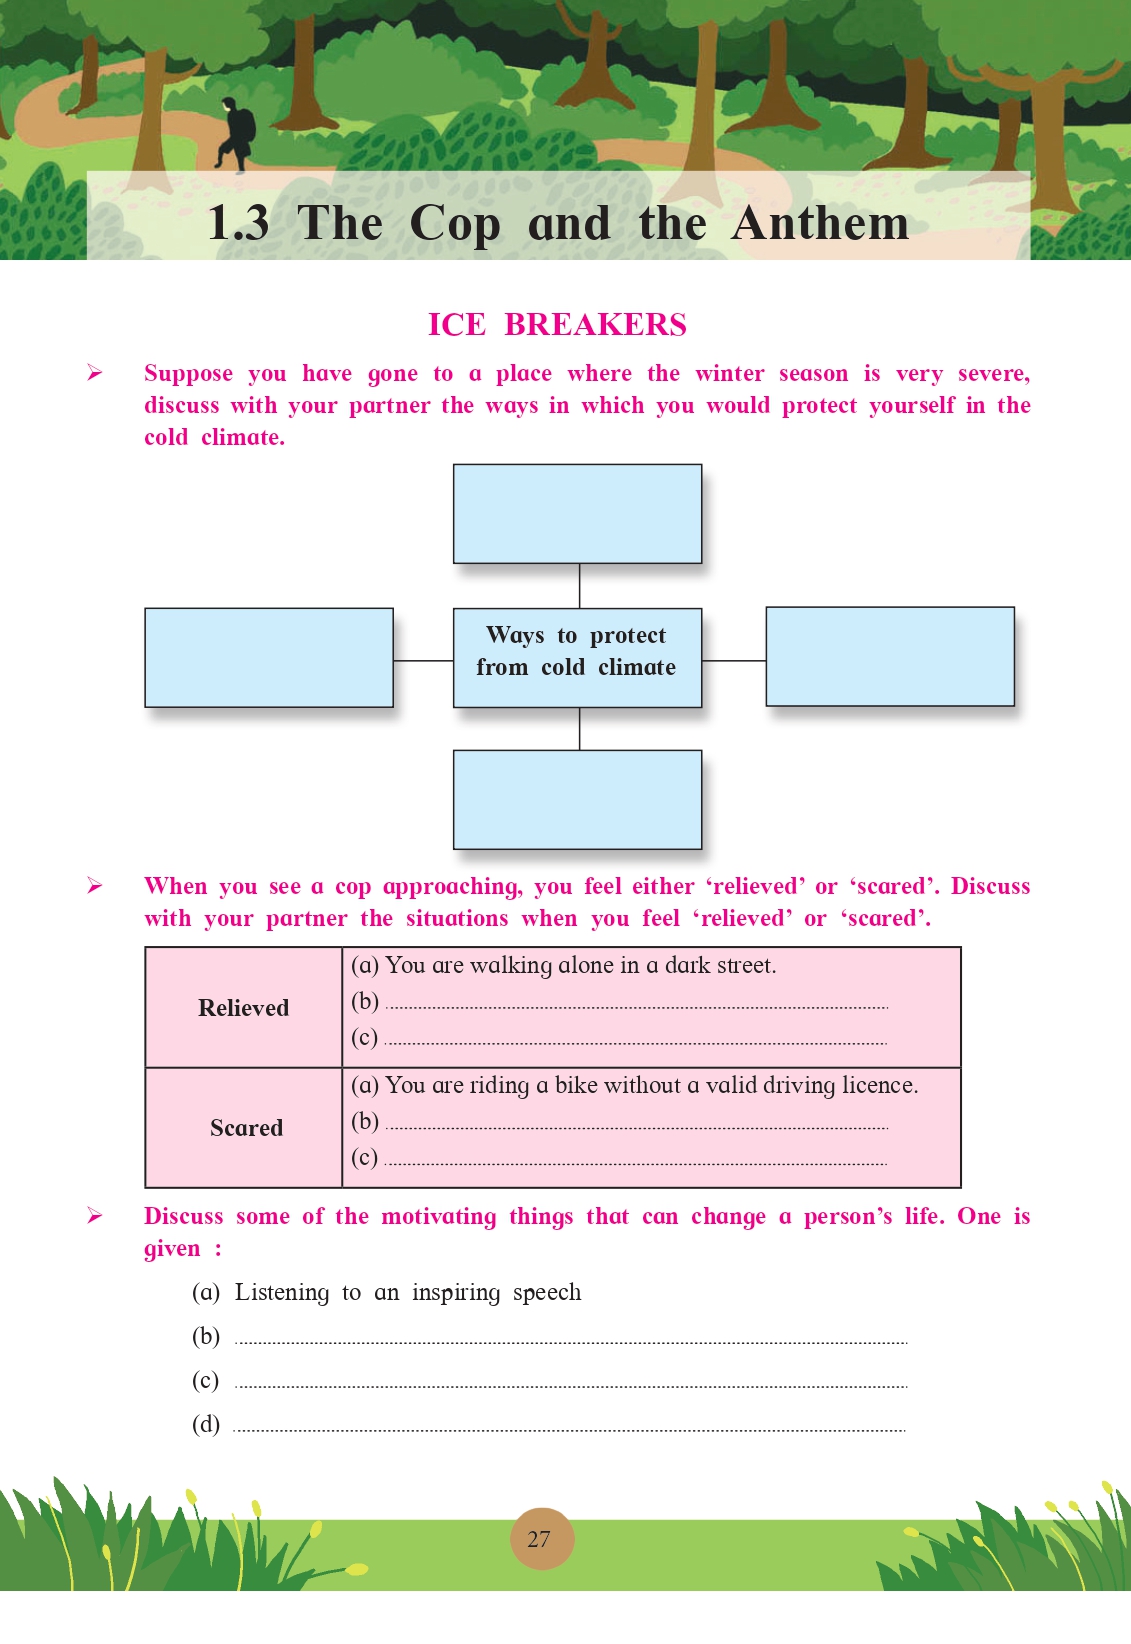 1.3 The Cop and the Anthem
ICE BREAKERS
➢ Suppose you have gone to a place where the winter season is very severe,
discuss with your partner the ways in which you would protect yourself in the
cold climate.
Ways to protect
from cold climate
➢ When you see a cop approaching, you feel either ‘relieved’ or ‘scared’. Discuss
with your partner the situations when you feel ‘relieved’ or ‘scared’.
Relieved
(a) You are walking alone in a dark street.
(b) ..........................................................................
(c) ..........................................................................
Scared
(a) You are riding a bike without a valid driving licence.
(b) ..........................................................................
(c) ..........................................................................
➢ Discuss some of the motivating things that can change a person’s life. One is
given :
(a) Listening to an inspiring speech
(b) ..........................................................................
(c) ..........................................................................
(d) ..........................................................................
27